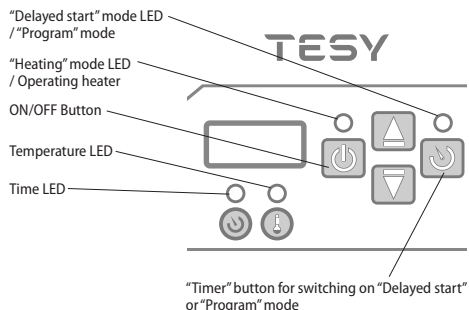 “Delayed start” mode LED
/ “Program” mode
TESY
“Heating” mode LED
/ Operating heater
ON/OFF Button
Temperature LED
Time LED
“Timer” button for switching on “Delayed start”
or “Program” mode